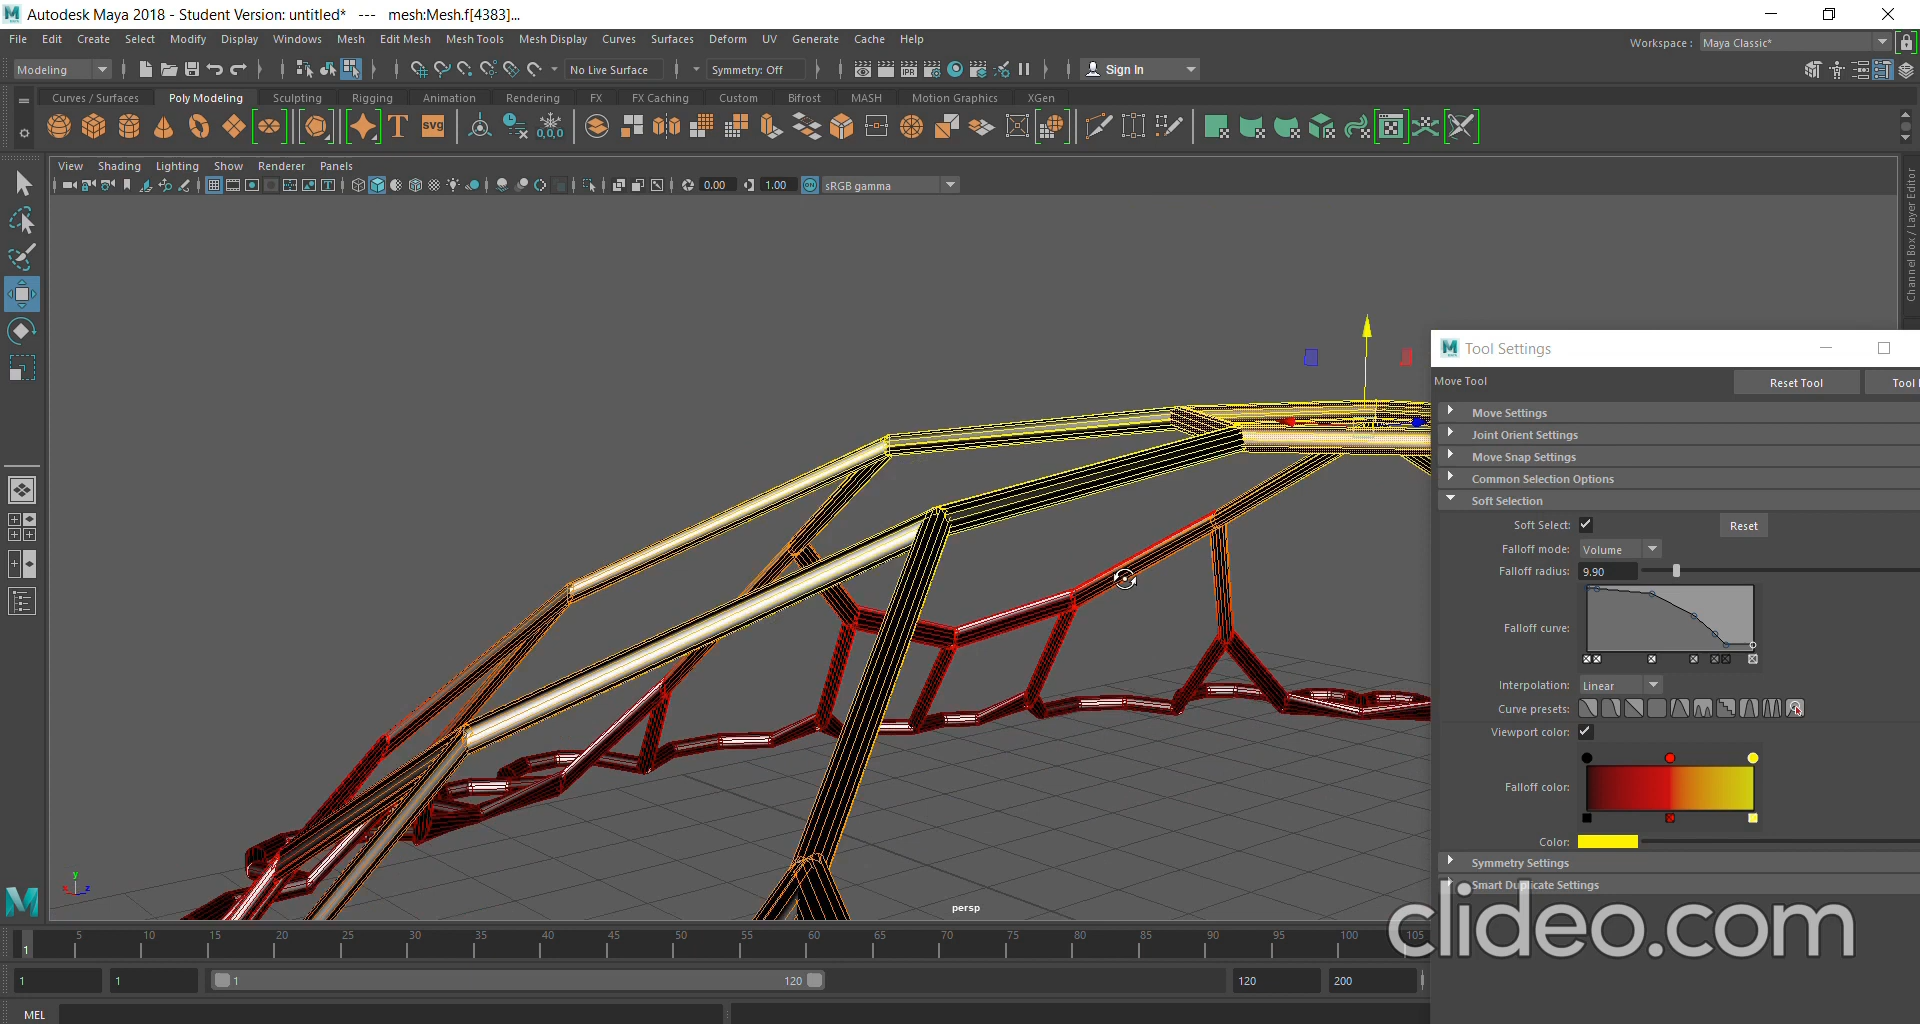 Autodesk Maya 2018 - Student Version: untitled*   ---   mesh:Mesh.f[4383]...
File Edit Create Select Modify Display Windows Mesh Edit Mesh Mesh Tools Mesh Display Curves Surfaces Deform UV Generate Cache Help
Workspace : Maya Classic*
Modeling No Live Surface Symmetry: Off IPR Sign In
Curves / Surfaces Poly Modeling Sculpting Rigging Animation Rendering FX FX Caching Custom Bifrost MASH Motion Graphics XGen
T SVG 0,0,0
View Shading Lighting Show Renderer Panels
0.00 1.00 ON sRGB gamma
Channel Box / Layer Editor
Tool Settings
Move Tool Reset Tool Tool
Move Settings
Joint Orient Settings
Move Snap Settings
Common Selection Options
Soft Selection
Soft Select: Reset
Falloff mode: Volume
Falloff radius: 9.90
Falloff curve:
Interpolation: Linear
Curve presets:
Viewport color:
Falloff color:
Color:
Symmetry Settings
Smart Duplicate Settings
y
x z
persp
clideo.com
1 5 10 15 20 25 30 35 40 45 50 55 60 65 70 75 80 85 90 95 100 105
1 1 1 120 120 200
MEL